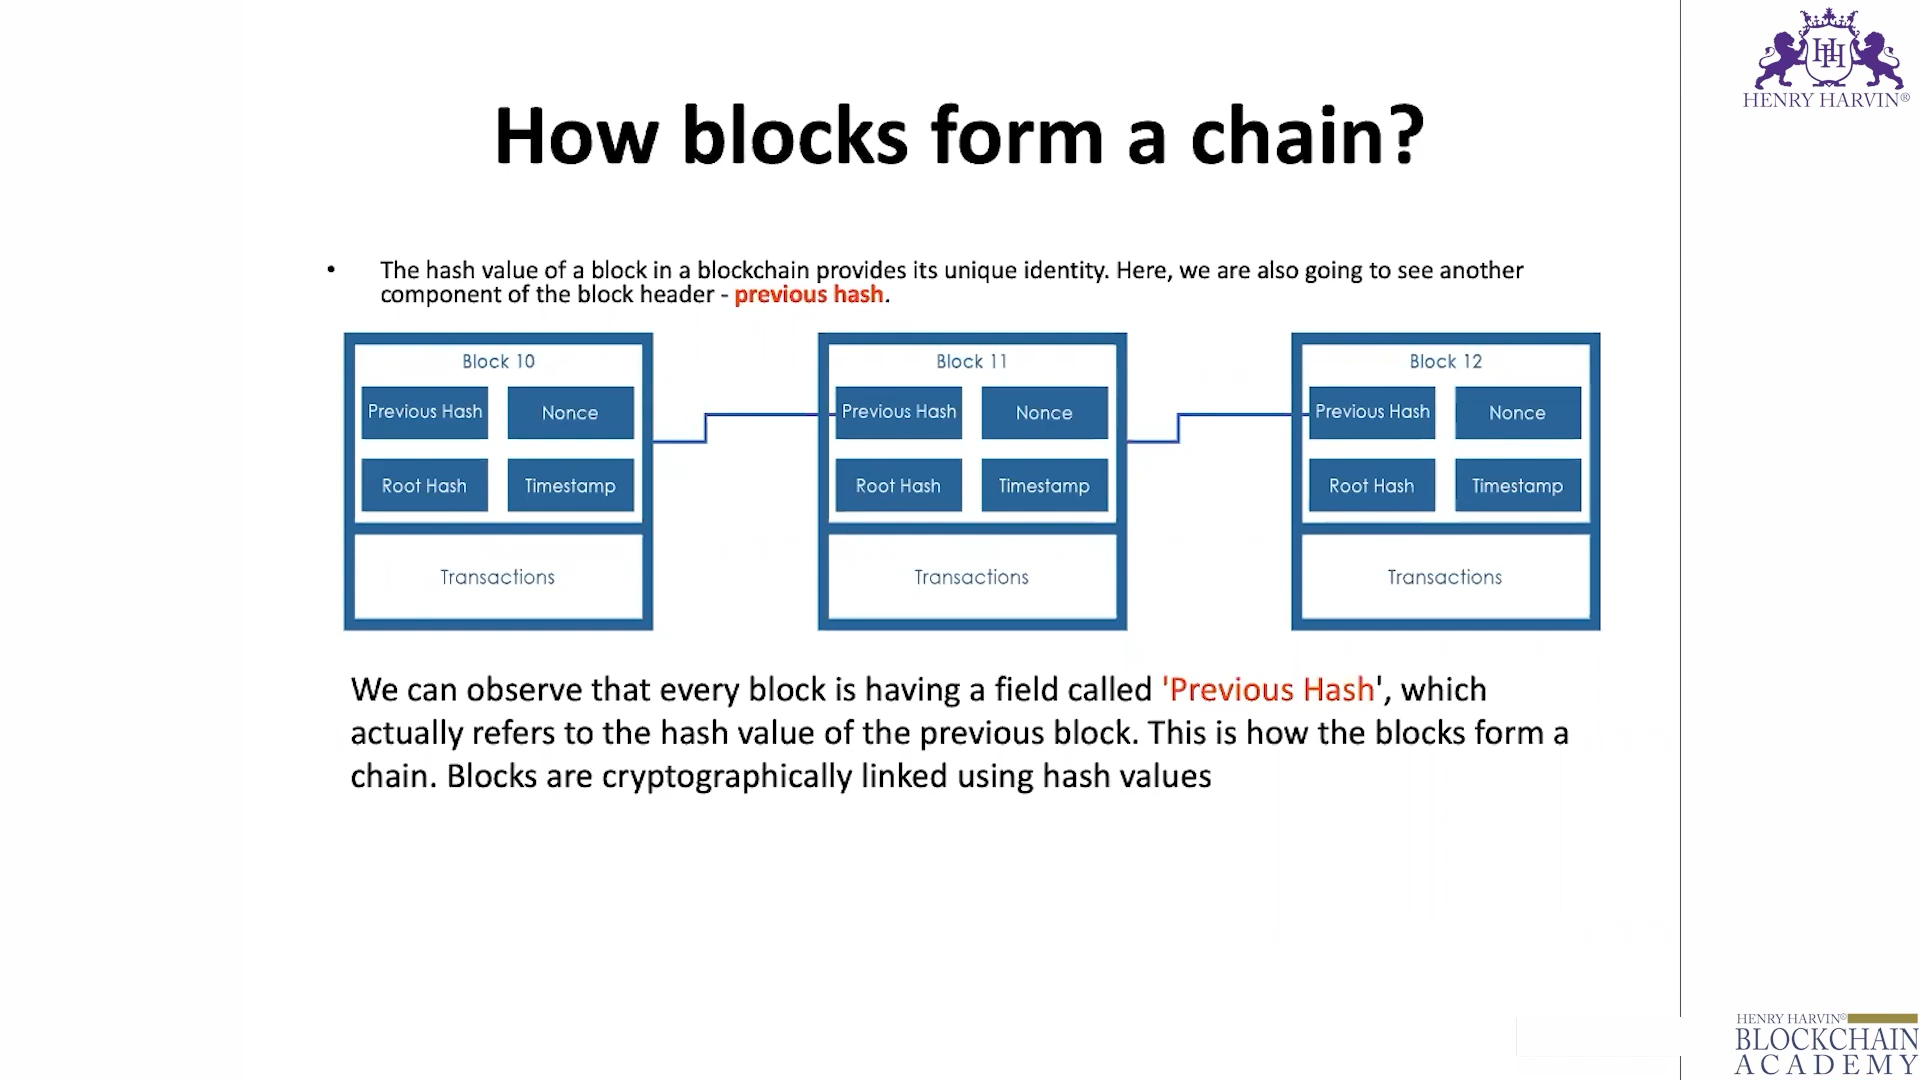 HENRY HARVIN®
How blocks form a chain?
• The hash value of a block in a blockchain provides its unique identity. Here, we are also going to see another
component of the block header - previous hash.
Block 10
Previous Hash Nonce
Root Hash Timestamp
Transactions
Block 11
Previous Hash Nonce
Root Hash Timestamp
Transactions
Block 12
Previous Hash Nonce
Root Hash Timestamp
Transactions
We can observe that every block is having a field called 'Previous Hash', which
actually refers to the hash value of the previous block. This is how the blocks form a
chain. Blocks are cryptographically linked using hash values
HENRY HARVIN®
BLOCKCHAIN
ACADEMY